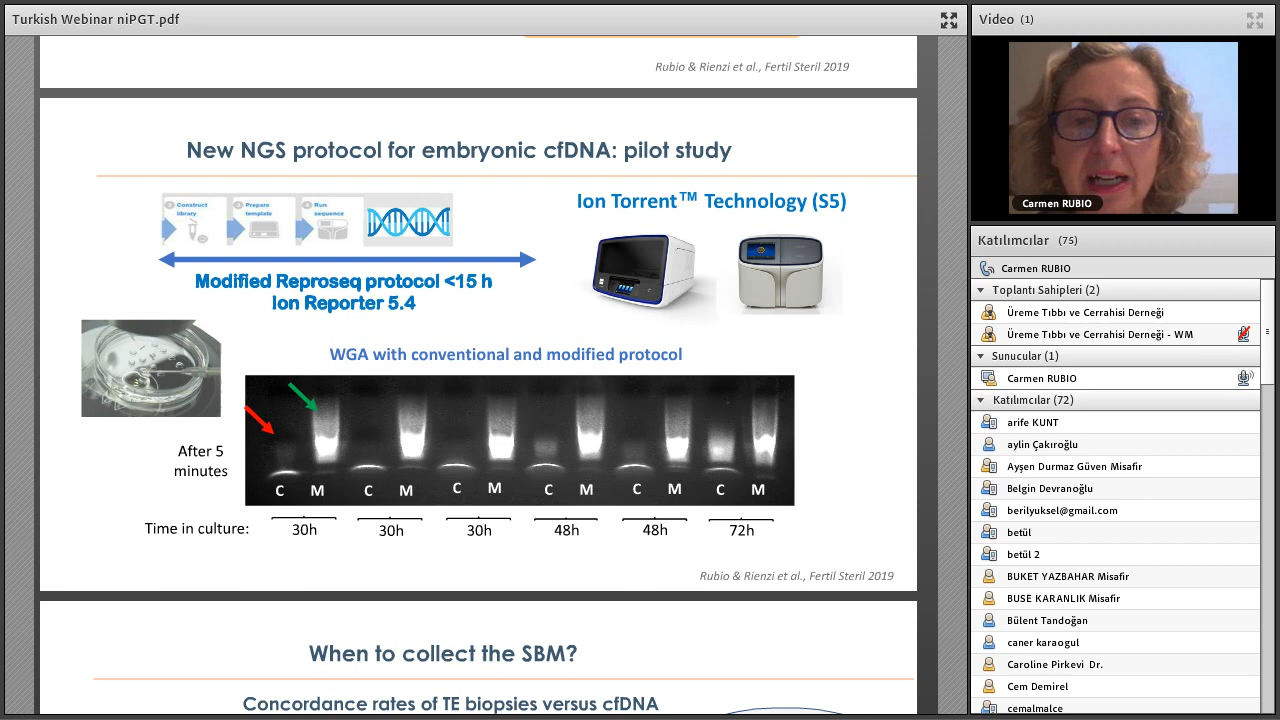 Turkish Webinar niPGT.pdf
Rubio & Rienzi et al., Fertil Steril 2019
New NGS protocol for embryonic cfDNA: pilot study
2 Construct library
3 Prepare template
4 Run sequence
Modified Reproseq protocol <15 h
Ion Reporter 5.4
Ion Torrent™ Technology (S5)
WGA with conventional and modified protocol
After 5
minutes
C M C M C M C M C M C M
Time in culture: 30h 30h 30h 48h 48h 72h
Rubio & Rienzi et al., Fertil Steril 2019
When to collect the SBM?
Concordance rates of TE biopsies versus cfDNA
Video (1)
Carmen RUBIO
Katılımcılar (75)
Carmen RUBIO
Toplantı Sahipleri (2)
Üreme Tıbbı ve Cerrahisi Derneği
Üreme Tıbbı ve Cerrahisi Derneği - WM
Sunucular (1)
Carmen RUBIO
Katılımcılar (72)
arife KUNT
aylin Çakıroğlu
Ayşen Durmaz Güven Misafir
Belgin Devranoğlu
berilyuksel@gmail.com
betül
betül 2
BUKET YAZBAHAR Misafir
BUSE KARANLIK Misafir
Bülent Tandoğan
caner karaogul
Caroline Pirkevi Dr.
Cem Demirel
cemalmalce